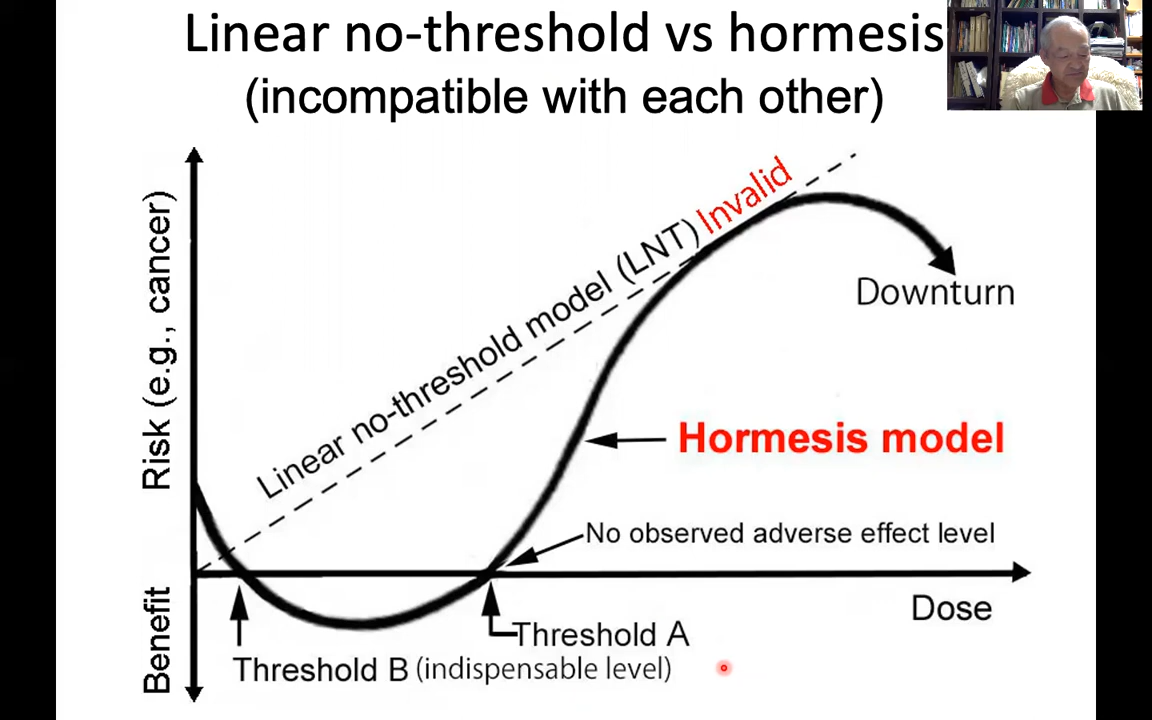 Linear no-threshold vs hormesis
(incompatible with each other)
Risk (e.g., cancer)
Benefit
Linear no-threshold model (LNT) Invalid
Downturn
Hormesis model
No observed adverse effect level
Dose
Threshold A
Threshold B (indispensable level)